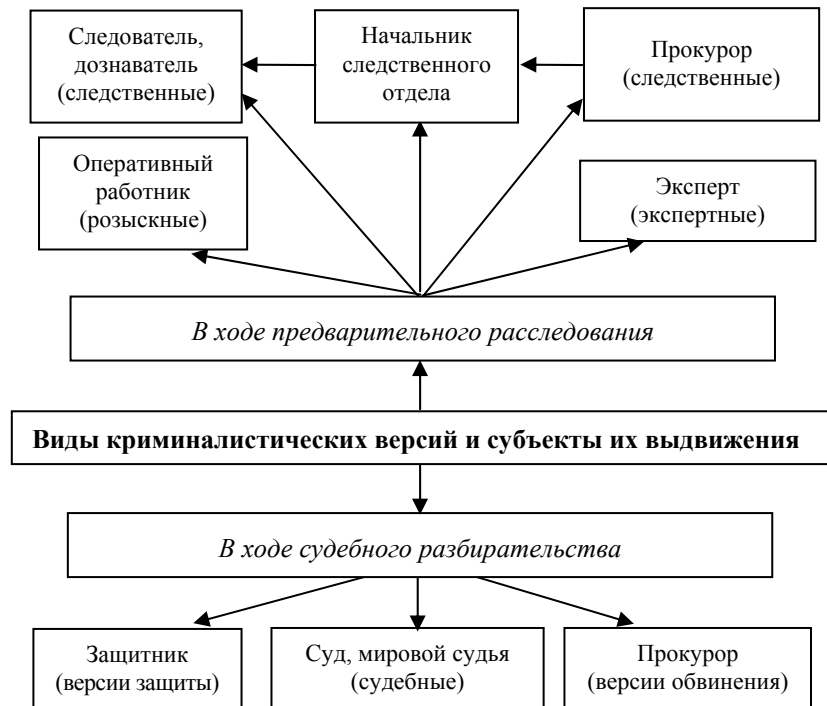 Следователь,
дознаватель
(следственные)
Начальник
следственного
отдела
Прокурор
(следственные)
Оперативный
работник
(розыскные)
Эксперт
(экспертные)
В ходе предварительного расследования
Виды криминалистических версий и субъекты их выдвижения
В ходе судебного разбирательства
Защитник
(версии защиты)
Суд, мировой судья
(судебные)
Прокурор
(версии обвинения)